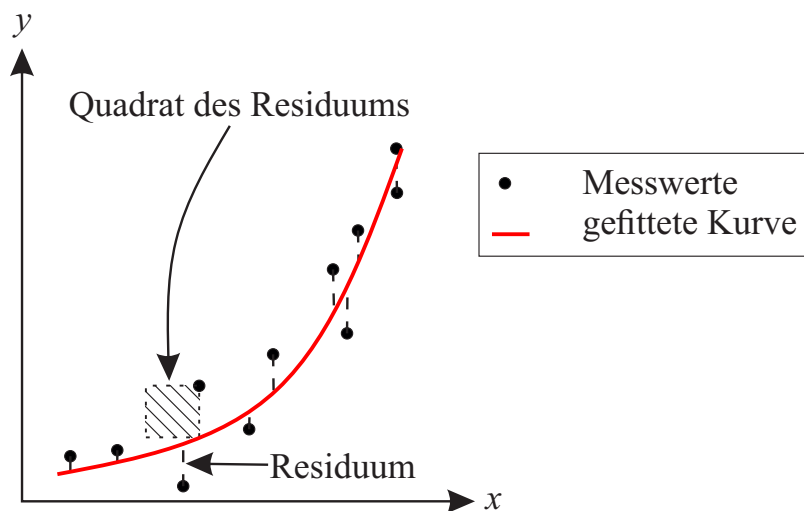 y
Quadrat des Residuums
Messwerte
gefittete Kurve
Residuum
x